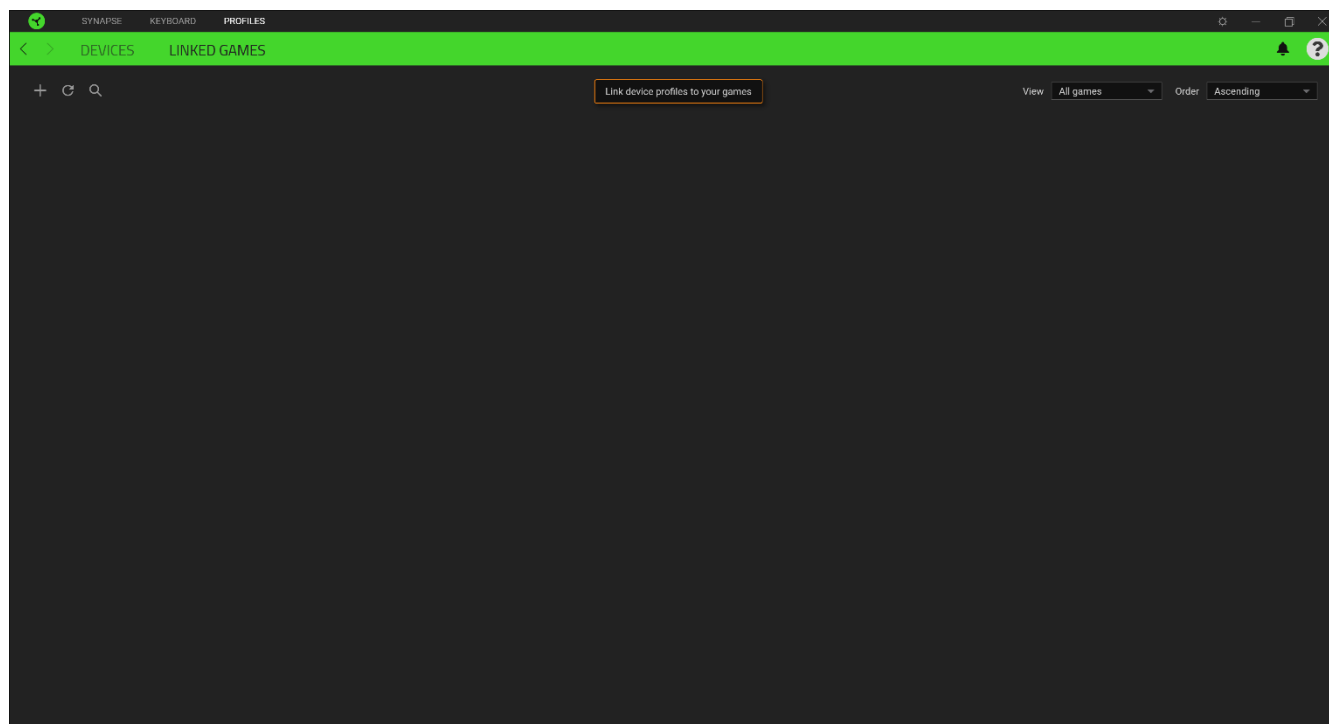 SYNAPSE KEYBOARD PROFILES
DEVICES LINKED GAMES ?
Link device profiles to your games View All games Order Ascending